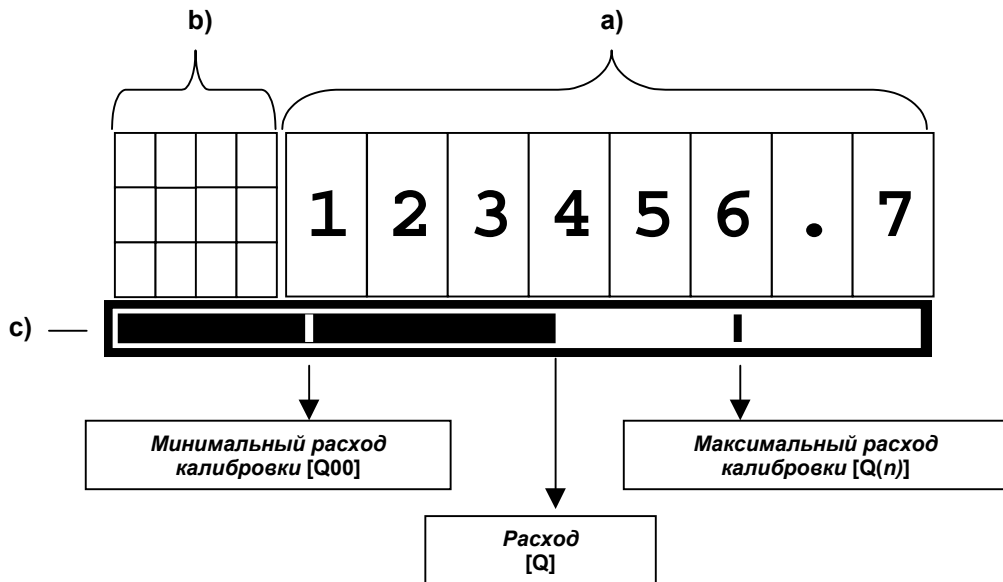 b)
a)
1 2 3 4 5 6 . 7
c)
Минимальный расход
калибровки [Q00]
Максимальный расход
калибровки [Q(n)]
Расход
[Q]